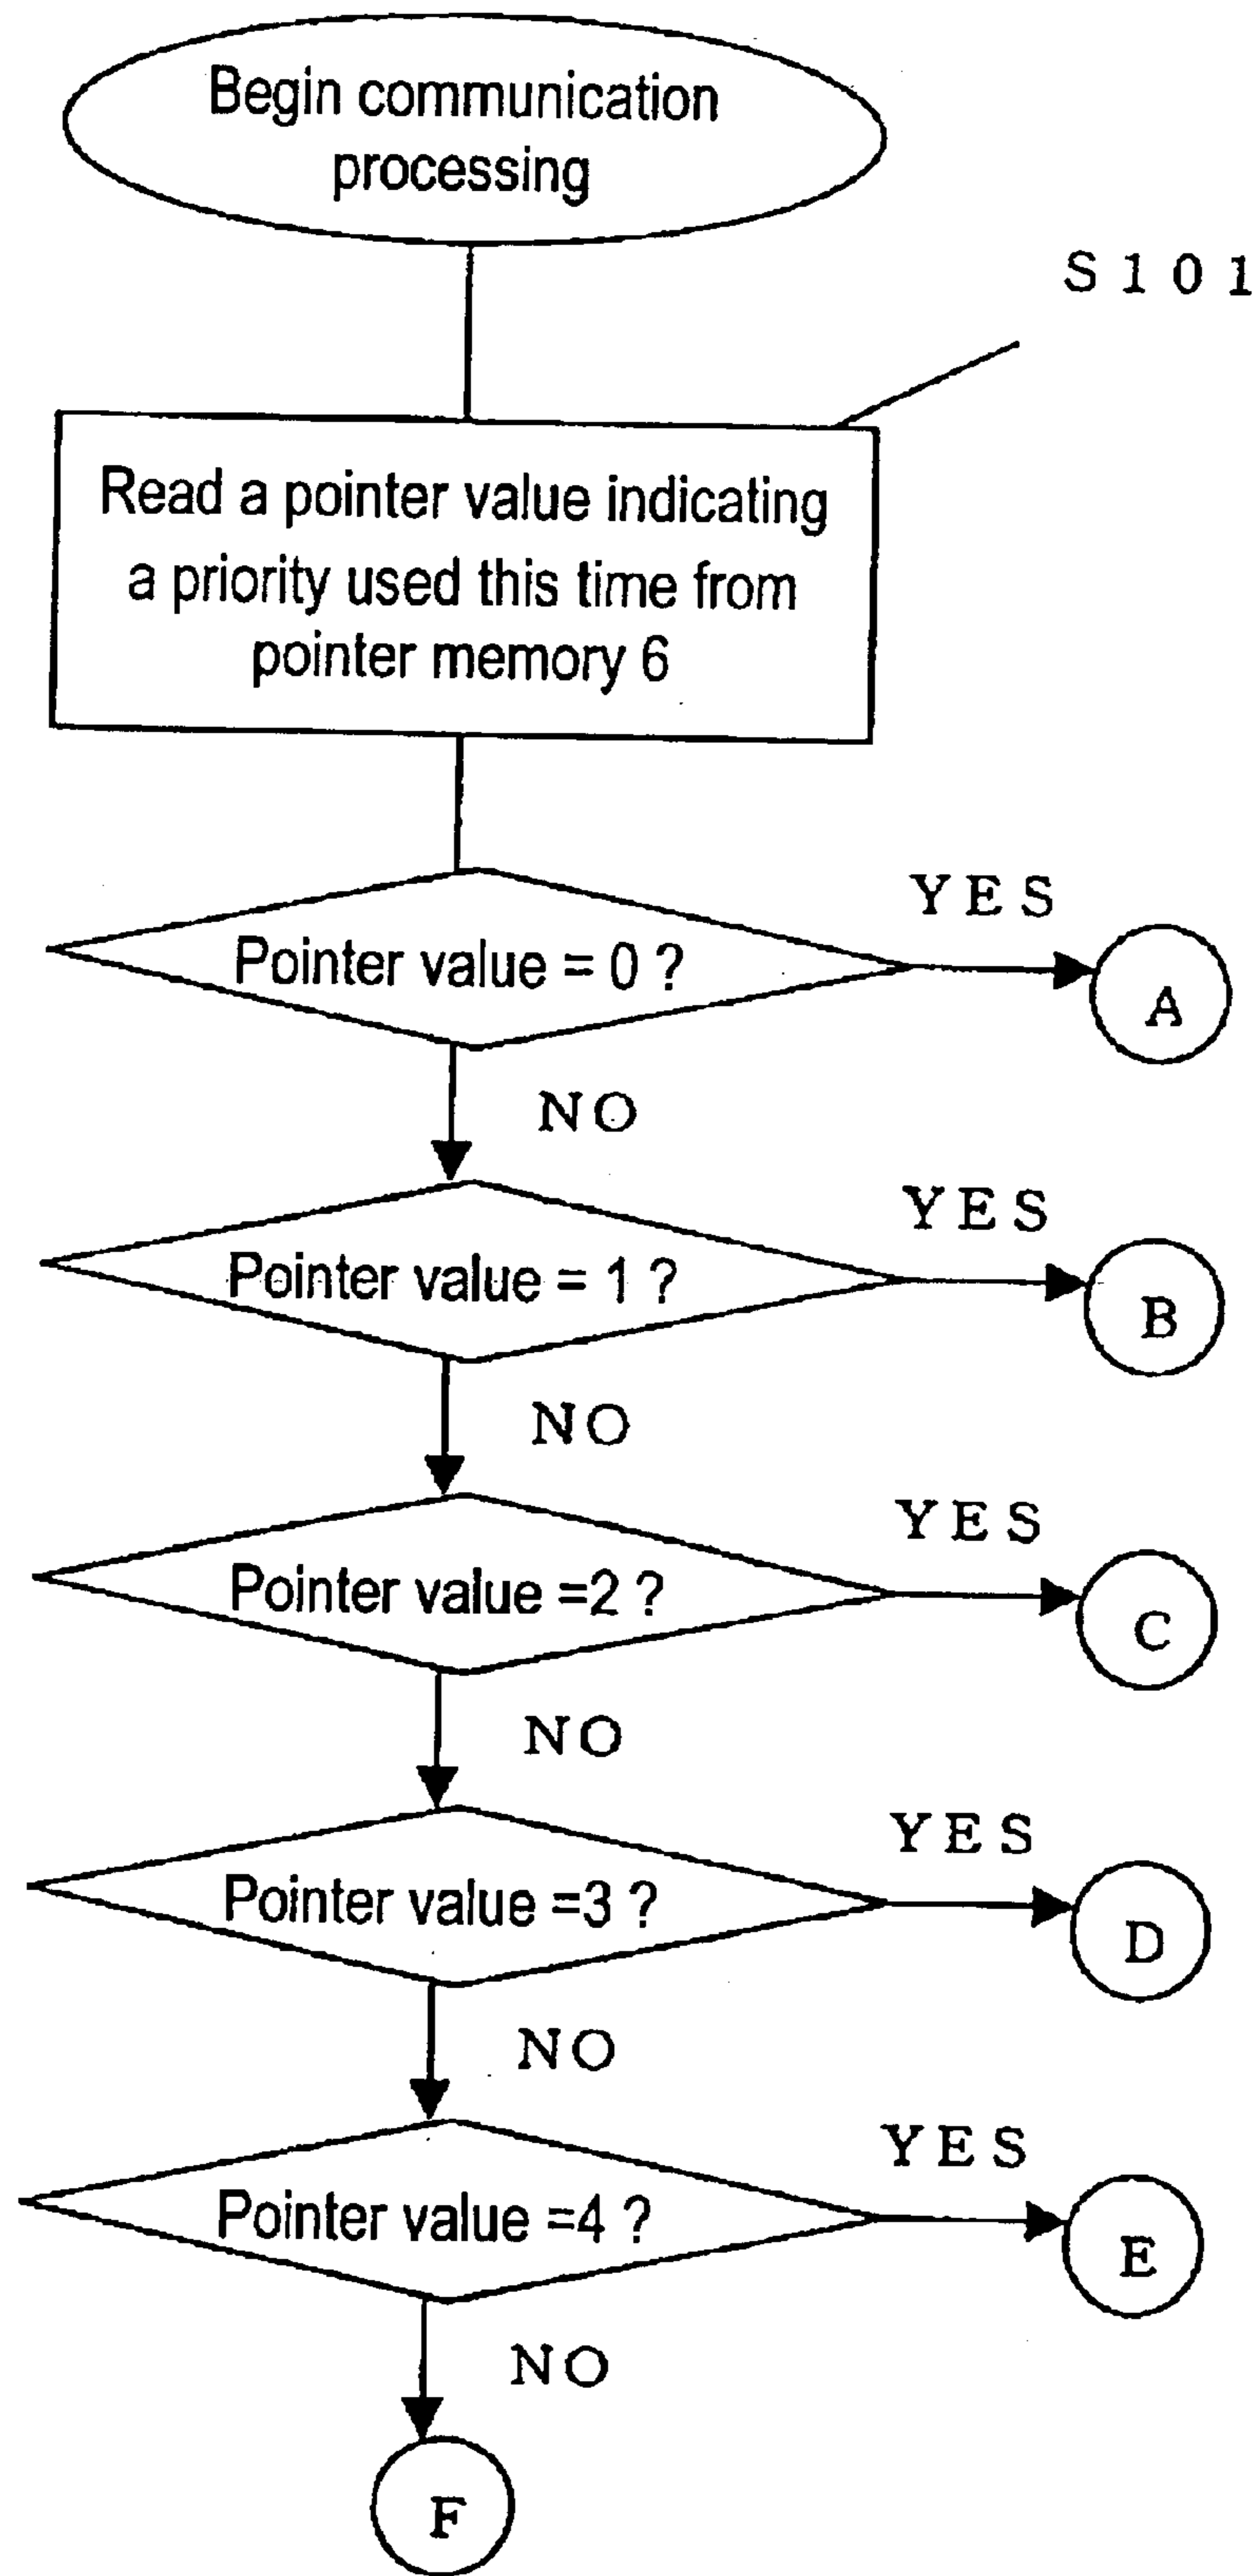 Begin communication
processing
S101
Read a pointer value indicating
a priority used this time from
pointer memory 6
YES
Pointer value = 0 ?
A
NO
YES
Pointer value = 1 ?
B
NO
YES
Pointer value =2 ?
C
NO
YES
Pointer value =3 ?
D
NO
YES
Pointer value =4 ?
E
NO
F